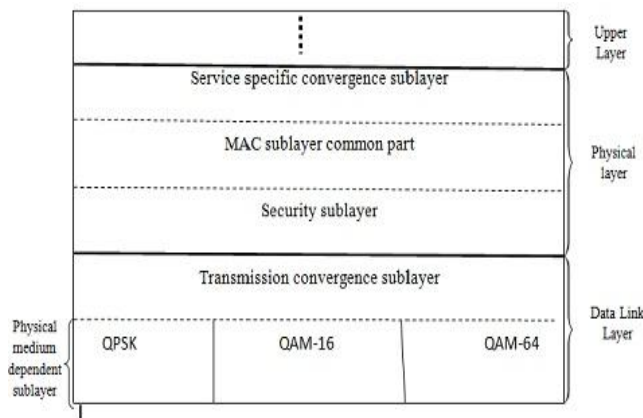 Upper
Layer
Service specific convergence sublayer
MAC sublayer common part
Physical
layer
Security sublayer
Transmission convergence sublayer
Data Link
Layer
Physical
medium
dependent
sublayer
QPSK
QAM-16
QAM-64